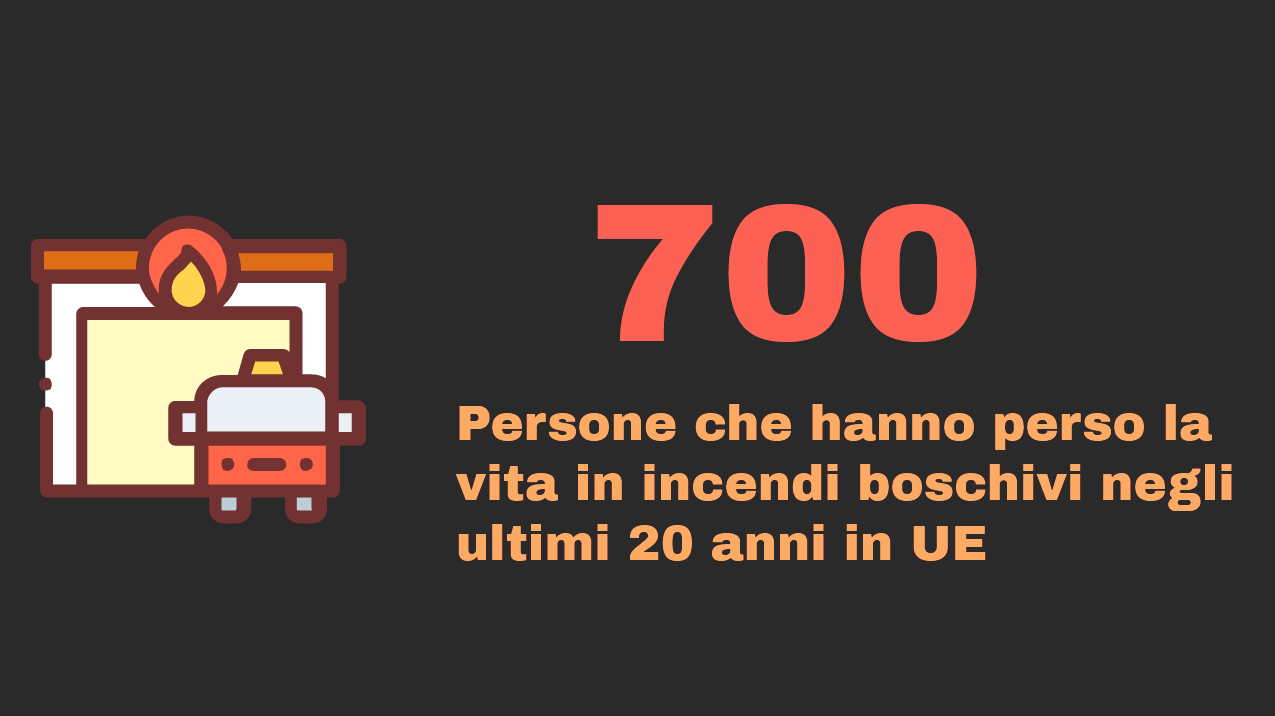 700
Persone che hanno perso la
vita in incendi boschivi negli
ultimi 20 anni in UE